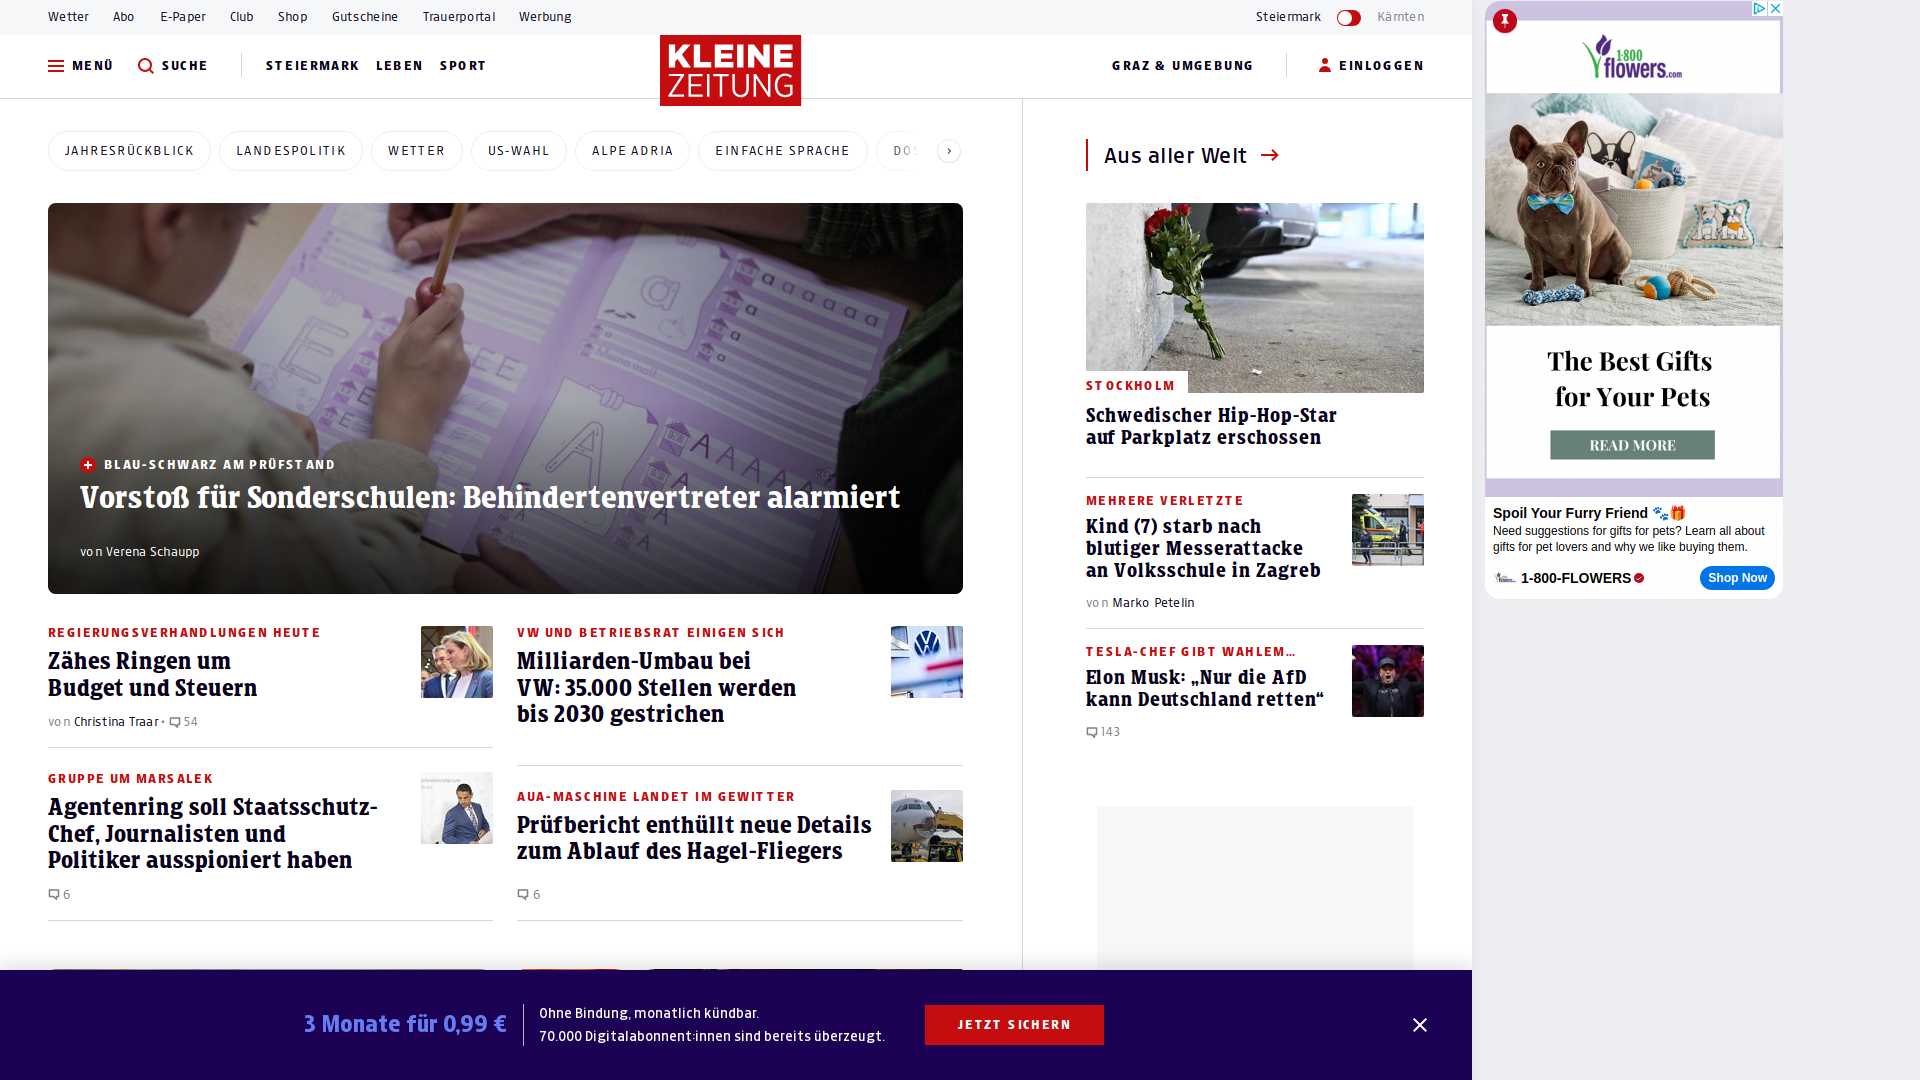 Wetter Abo E-Paper Club Shop Gutscheine Trauerportal Werbung
Steiermark Kärnten
MENÜ SUCHE STEIERMARK LEBEN SPORT
KLEINE
ZEITUNG
GRAZ & UMGEBUNG EINLOGGEN
JAHRESRÜCKBLICK LANDESPOLITIK WETTER US-WAHL ALPE ADRIA EINFACHE SPRACHE
BLAU-SCHWARZ AM PRÜFSTAND
Vorstoß für Sonderschulen: Behindertenvertreter alarmiert
von Verena Schaupp
REGIERUNGSVERHANDLUNGEN HEUTE
Zähes Ringen um
Budget und Steuern
von Christina Traar • 54
VW UND BETRIEBSRAT EINIGEN SICH
Milliarden-Umbau bei
VW: 35.000 Stellen werden
bis 2030 gestrichen
GRUPPE UM MARSALEK
Agentenring soll Staatsschutz-
Chef, Journalisten und
Politiker ausspioniert haben
6
AUA-MASCHINE LANDET IM GEWITTER
Prüfbericht enthüllt neue Details
zum Ablauf des Hagel-Fliegers
6
Aus aller Welt
STOCKHOLM
Schwedischer Hip-Hop-Star
auf Parkplatz erschossen
MEHRERE VERLETZTE
Kind (7) starb nach
blutiger Messerattacke
an Volksschule in Zagreb
von Marko Petelin
TESLA-CHEF GIBT WAHLEM...
Elon Musk: „Nur die AfD
kann Deutschland retten“
143
1-800
flowers.com
The Best Gifts
for Your Pets
READ MORE
Spoil Your Furry Friend 🐾🎁
Need suggestions for gifts for pets? Learn all about
gifts for pet lovers and why we like buying them.
1-800-FLOWERS
Shop Now
3 Monate für 0,99 €
Ohne Bindung, monatlich kündbar.
70.000 Digitalabonnent:innen sind bereits überzeugt.
JETZT SICHERN